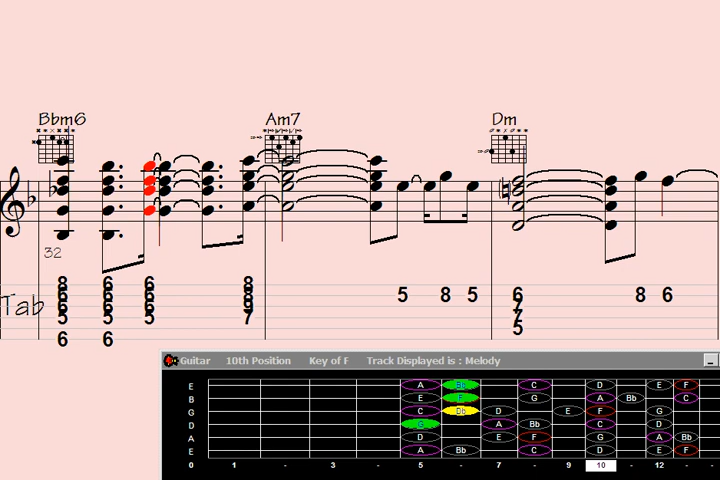 Bbm6 Am7 Dm
32
8 6 6 8 6
6 6 6 8 5 8 5 7 8 6
6 6 6 9 7
5 5 5 7 5
6 6
Tab
Guitar 10th Position Key of F Track Displayed is : Melody
E A Bb C D E F
B E F G A Bb C
G C Db D E F G
D G A Bb C D
A D E F G A Bb
E A Bb C D E F
0 1 - 3 - 5 - 7 - 9 10 - 12 -